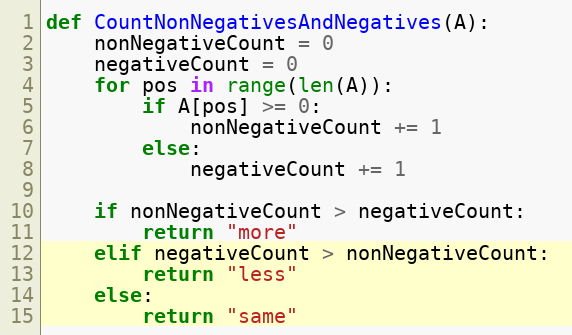 1 def CountNonNegativesAndNegatives(A):
2     nonNegativeCount = 0
3     negativeCount = 0
4     for pos in range(len(A)):
5         if A[pos] >= 0:
6             nonNegativeCount += 1
7         else:
8             negativeCount += 1
9
10     if nonNegativeCount > negativeCount:
11         return "more"
12     elif negativeCount > nonNegativeCount:
13         return "less"
14     else:
15         return "same"